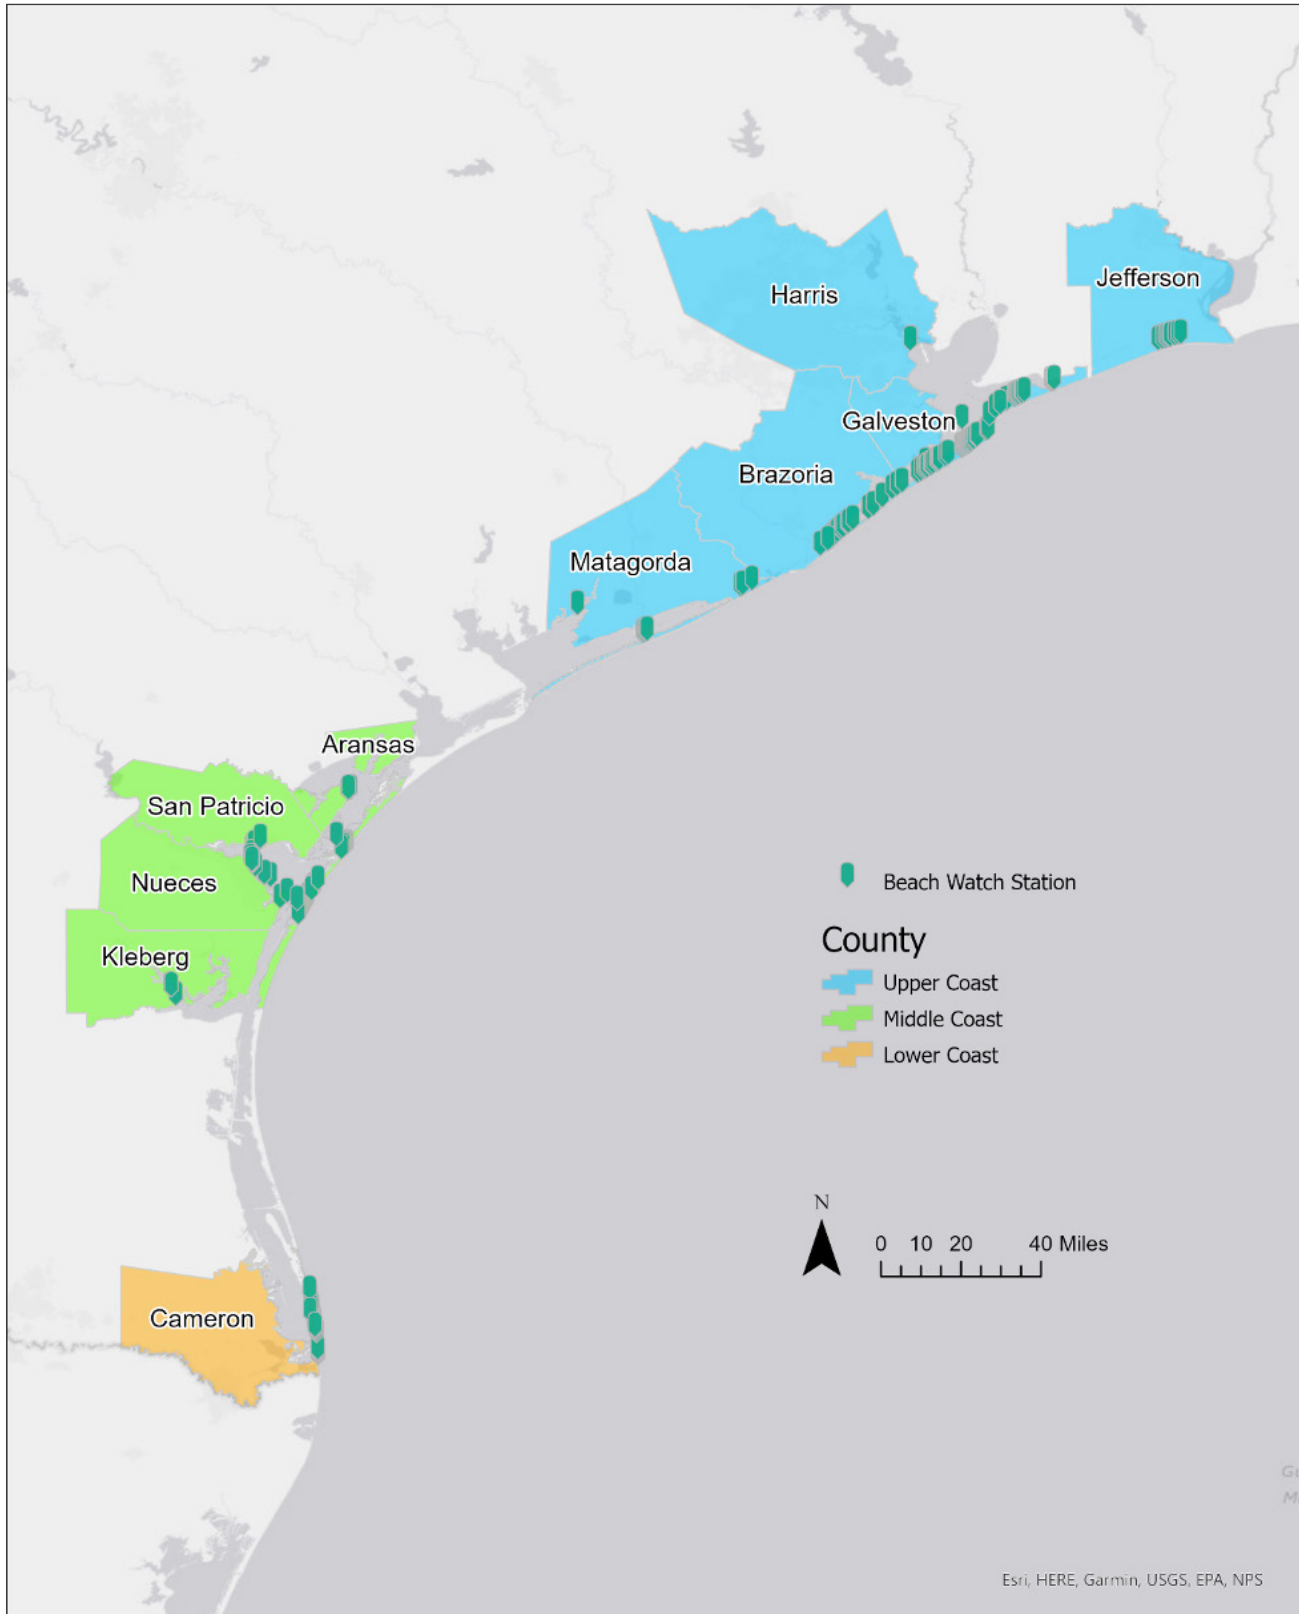 Harris
Jefferson
Galveston
Brazoria
Matagorda
Aransas
San Patricio
Nueces
Kleberg
Beach Watch Station
County
Upper Coast
Middle Coast
Lower Coast
N
0 10 20 40 Miles
Cameron
Esri, HERE, Garmin, USGS, EPA, NPS